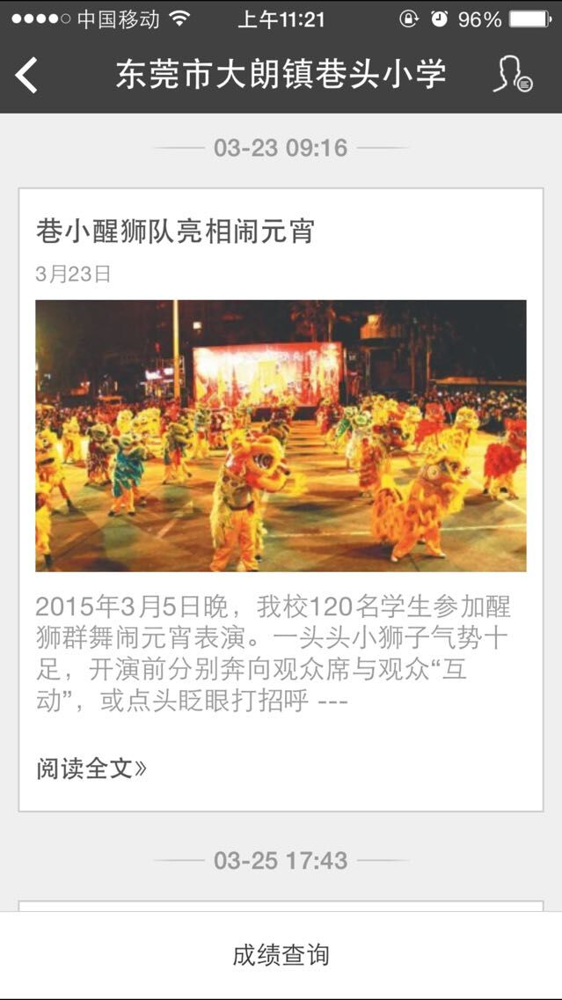 中国移动 上午11:21 96%
东莞市大朗镇巷头小学
03-23 09:16
巷小醒狮队亮相闹元宵
3月23日
2015年3月5日晚，我校120名学生参加醒
狮群舞闹元宵表演。一头头小狮子气势十
足，开演前分别奔向观众席与观众“互
动”，或点头眨眼打招呼 ---
阅读全文》
03-25 17:43
成绩查询